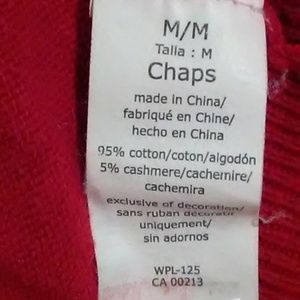 M/M
Talla : M
Chaps
made in China/
fabriqué en Chine/
hecho en China
95% cotton/coton/algodón
5% cashmere/cachemire/
cachemira
exclusive of decoration/
sans ruban décoratif
uniquement/
sin adornos
WPL-125
CA 00213